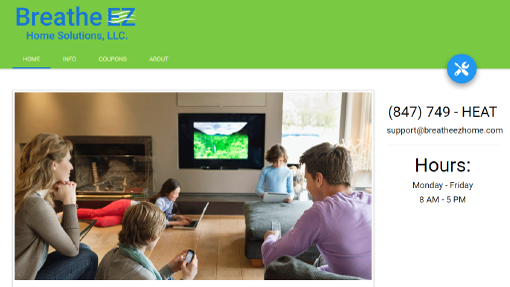 Breathe EZ
Home Solutions, LLC.
HOME INFO COUPONS ABOUT
(847) 749 - HEAT
support@breatheezhome.com
Hours:
Monday - Friday
8 AM - 5 PM